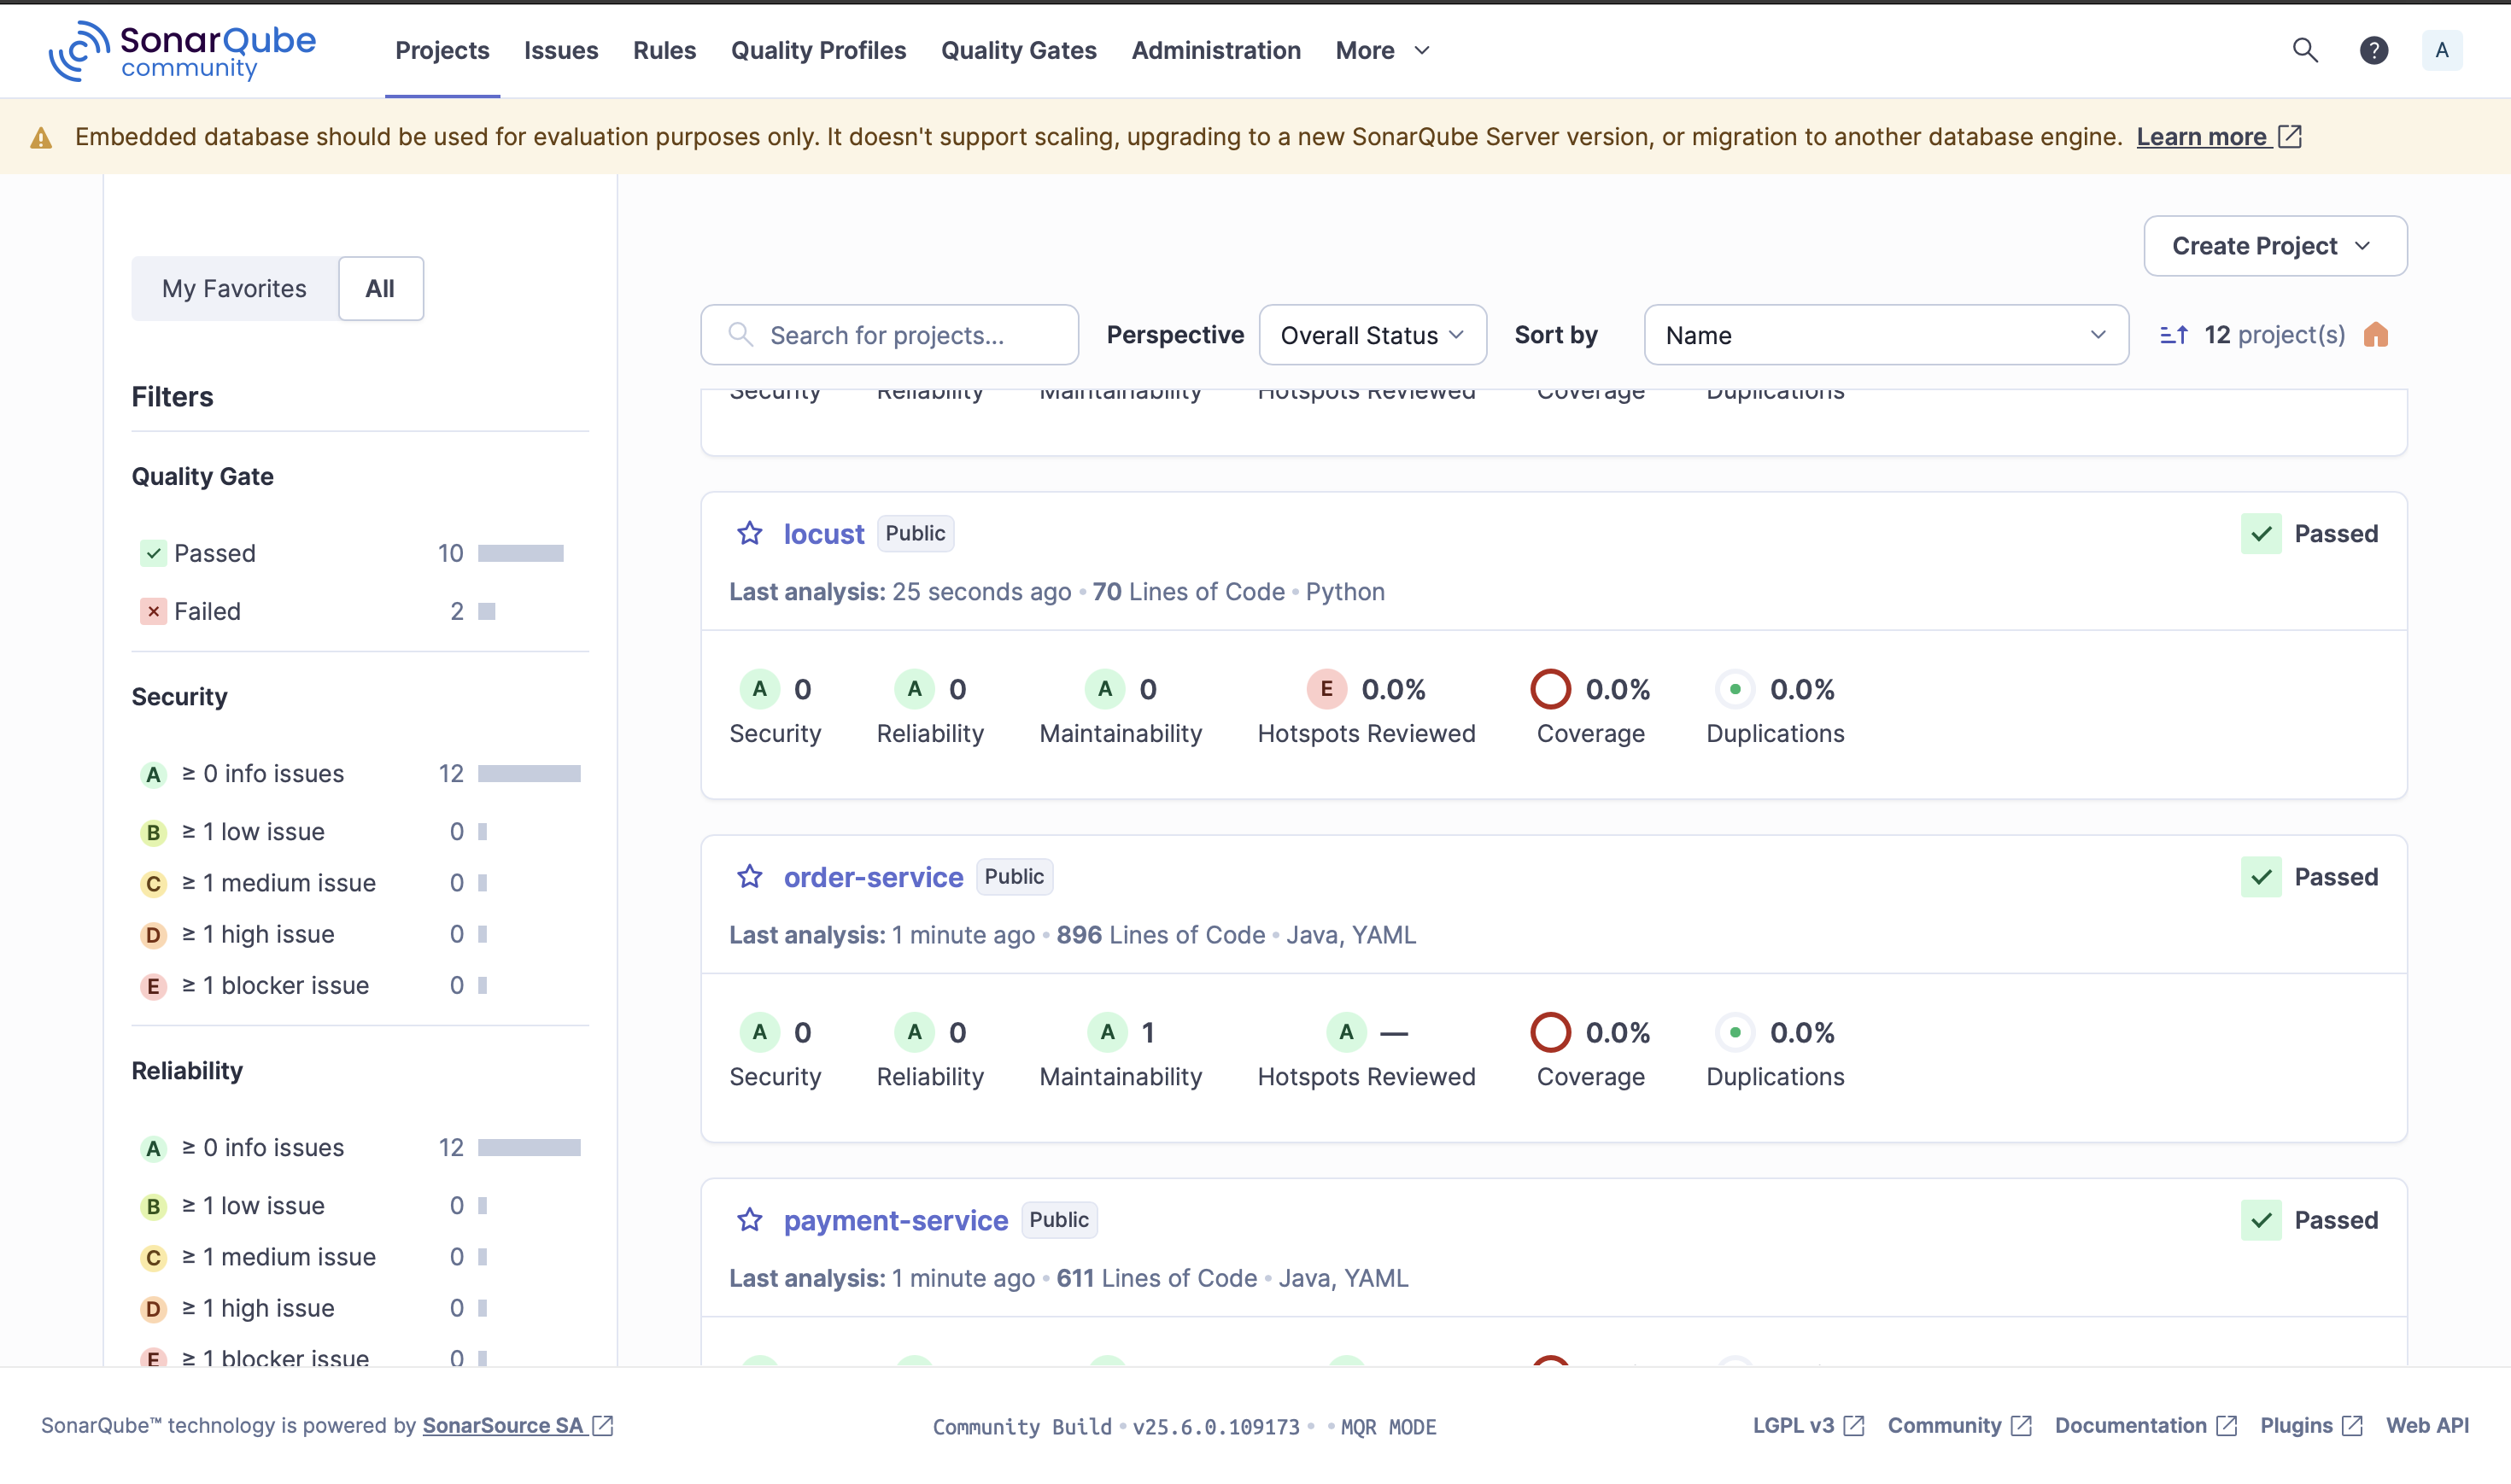 SonarQube community
Projects Issues Rules Quality Profiles Quality Gates Administration More ? A
Embedded database should be used for evaluation purposes only. It doesn't support scaling, upgrading to a new SonarQube Server version, or migration to another database engine. Learn more
Create Project
My Favorites All
Search for projects... Perspective Overall Status Sort by Name 12 project(s)
Filters
Security Reliability Maintainability Hotspots Reviewed Coverage Duplications
Quality Gate
Passed 10
Failed 2
Security
A ≥ 0 info issues 12
B ≥ 1 low issue 0
C ≥ 1 medium issue 0
D ≥ 1 high issue 0
E ≥ 1 blocker issue 0
Reliability
A ≥ 0 info issues 12
B ≥ 1 low issue 0
C ≥ 1 medium issue 0
D ≥ 1 high issue 0
E ≥ 1 blocker issue 0
locust Public Passed
Last analysis: 25 seconds ago • 70 Lines of Code • Python
A 0 A 0 A 0 E 0.0% 0.0% 0.0%
Security Reliability Maintainability Hotspots Reviewed Coverage Duplications
order-service Public Passed
Last analysis: 1 minute ago • 896 Lines of Code • Java, YAML
A 0 A 0 A 1 A — 0.0% 0.0%
Security Reliability Maintainability Hotspots Reviewed Coverage Duplications
payment-service Public Passed
Last analysis: 1 minute ago • 611 Lines of Code • Java, YAML
SonarQube™ technology is powered by SonarSource SA
Community Build • v25.6.0.109173 • • MQR MODE
LGPL v3 Community Documentation Plugins Web API